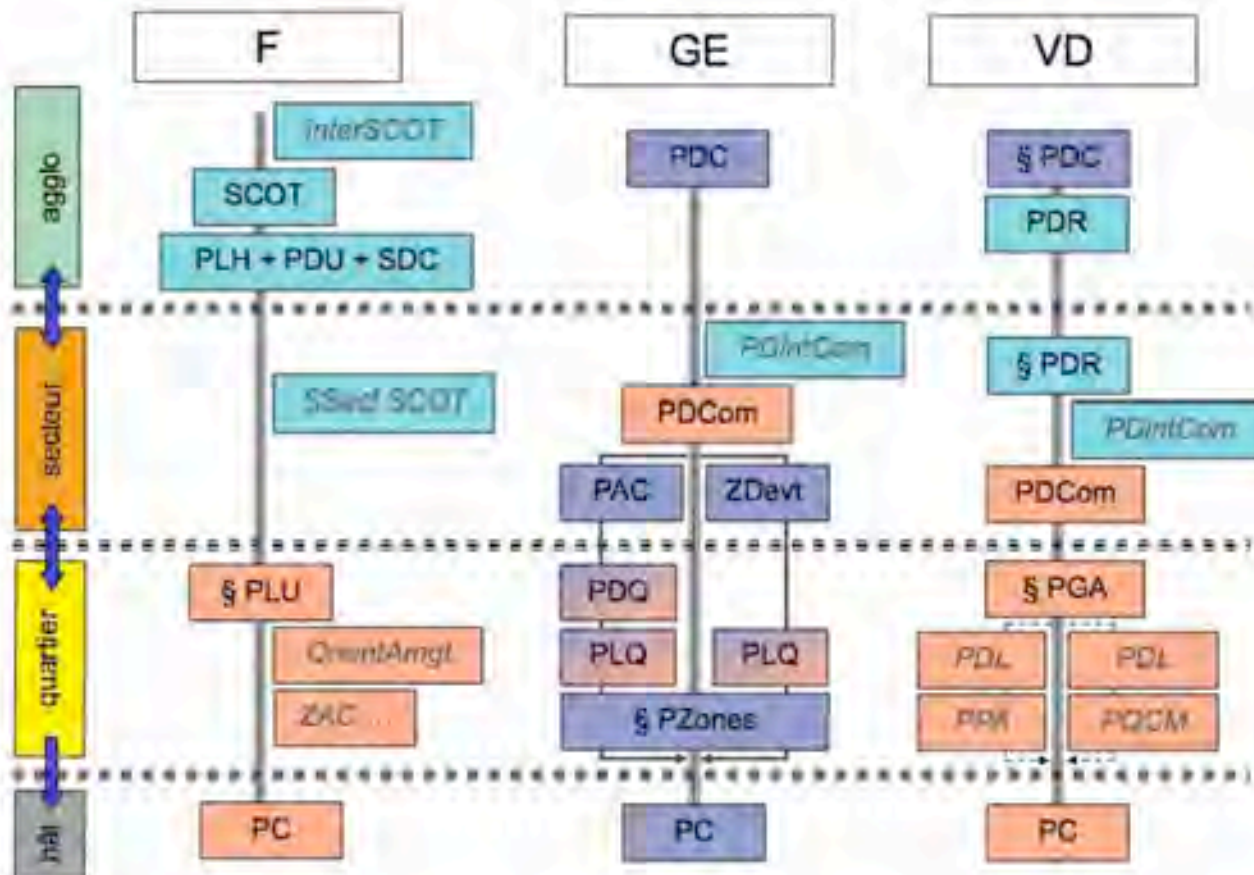 F
GE
VD
agglo
interSCOT
SCOT
PLH + PDU + SDC
PDC
§ PDC
PDR
secteur
SSect SCOT
PDIntCom
PDCom
PAC
ZDevt
§ PDR
PDIntCom
PDCom
quartier
§ PLU
OrientAmgt.
ZAC ...
PDQ
PLQ
PLQ
§ PZones
§ PGA
PDL
PDL
PPA
PQCM
bât
PC
PC
PC